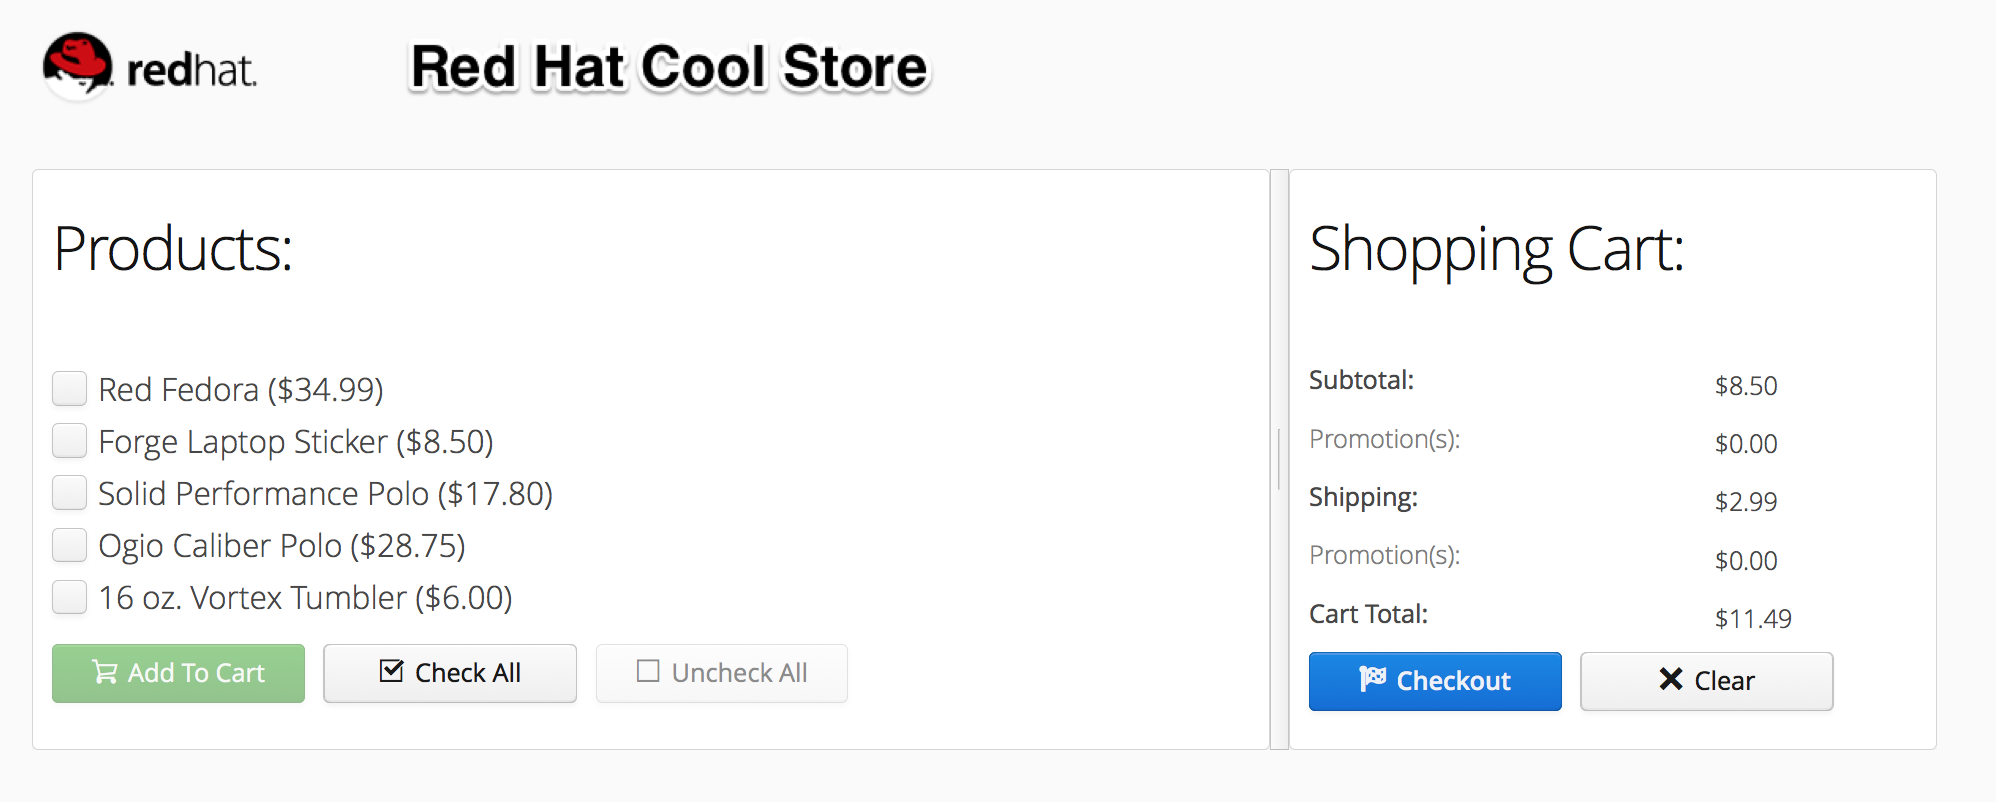 redhat.
Red Hat Cool Store
Products:
Red Fedora ($34.99)
Forge Laptop Sticker ($8.50)
Solid Performance Polo ($17.80)
Ogio Caliber Polo ($28.75)
16 oz. Vortex Tumbler ($6.00)
Add To Cart Check All Uncheck All
Shopping Cart:
Subtotal: $8.50
Promotion(s): $0.00
Shipping: $2.99
Promotion(s): $0.00
Cart Total: $11.49
Checkout Clear